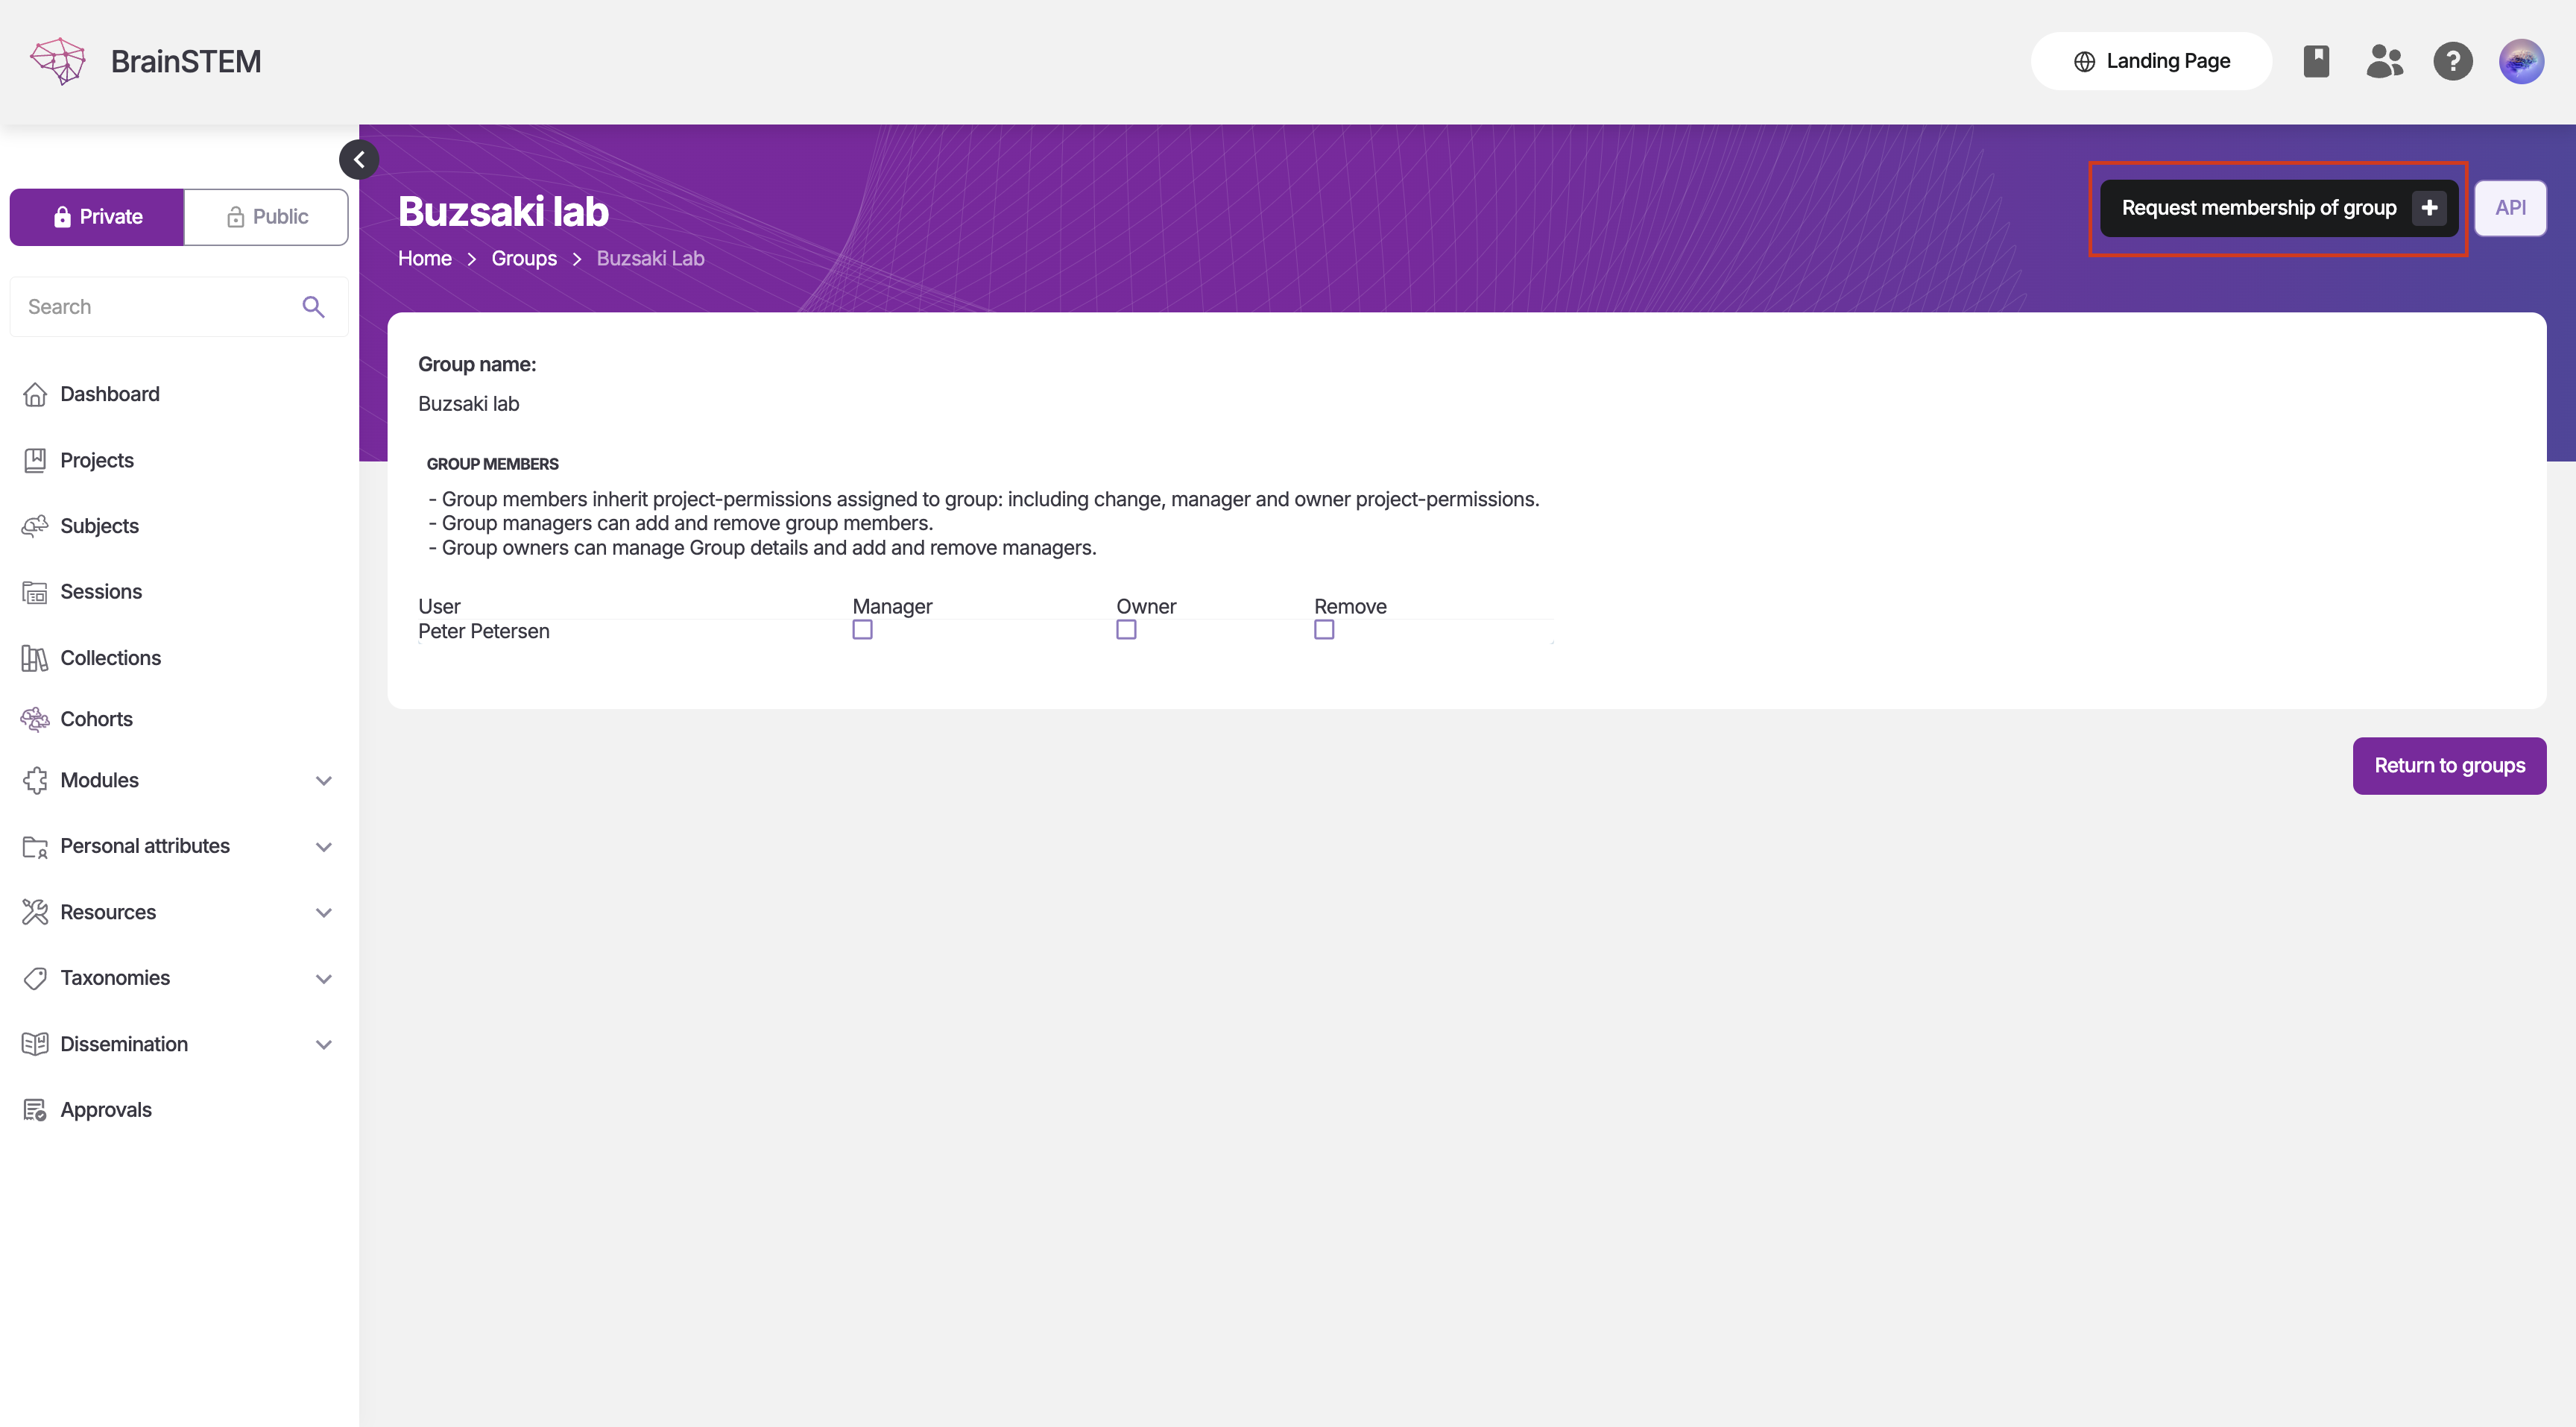 BrainSTEM
Landing Page
?
Private
Public
Search
Dashboard
Projects
Subjects
Sessions
Collections
Cohorts
Modules
Personal attributes
Resources
Taxonomies
Dissemination
Approvals
Buzsaki lab
Home > Groups > Buzsaki Lab
Request membership of group +
API
Group name:
Buzsaki lab
GROUP MEMBERS
- Group members inherit project-permissions assigned to group: including change, manager and owner project-permissions.
- Group managers can add and remove group members.
- Group owners can manage Group details and add and remove managers.
User Manager Owner Remove
Peter Petersen
Return to groups